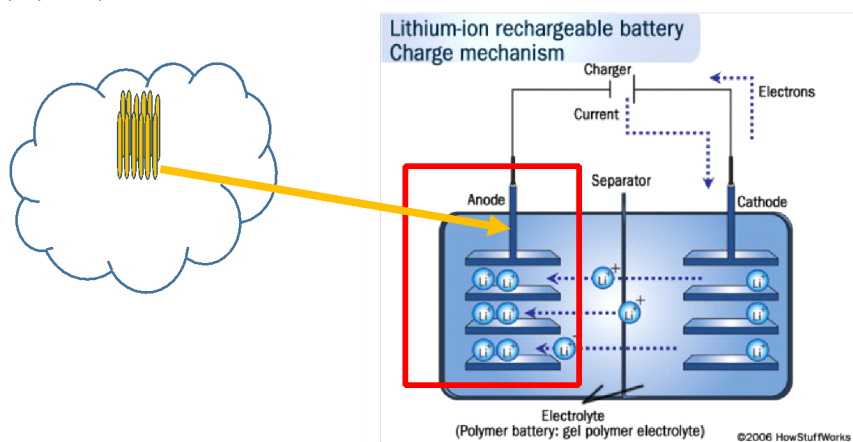 Lithium-ion rechargeable battery
Charge mechanism
Charger
Electrons
Current
Separator
Anode
Cathode
Li+ Li+ Li+ + Li+
Li+ Li+ Li+ + Li+
Li+ Li+ Li+ + Li+
Electrolyte
(Polymer battery: gel polymer electrolyte)
©2006 HowStuffWorks